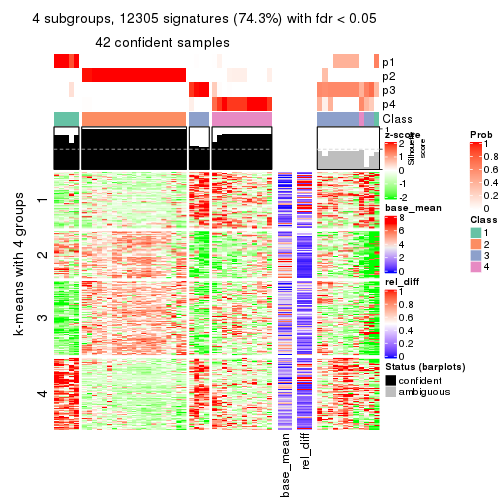 4 subgroups, 12305 signatures (74.3%) with fdr < 0.05
42 confident samples
p1
p2
p3
p4
Class
1
Silhouette
score
k-means with 4 groups
1
2
3
4
base_mean
rel_diff
z-score
2
1
0
-1
-2
base_mean
8
6
4
2
0
rel_diff
1
0.8
0.6
0.4
0.2
0
Status (barplots)
confident
ambiguous
Prob
1
0.8
0.6
0.4
0.2
0
Class
1
2
3
4